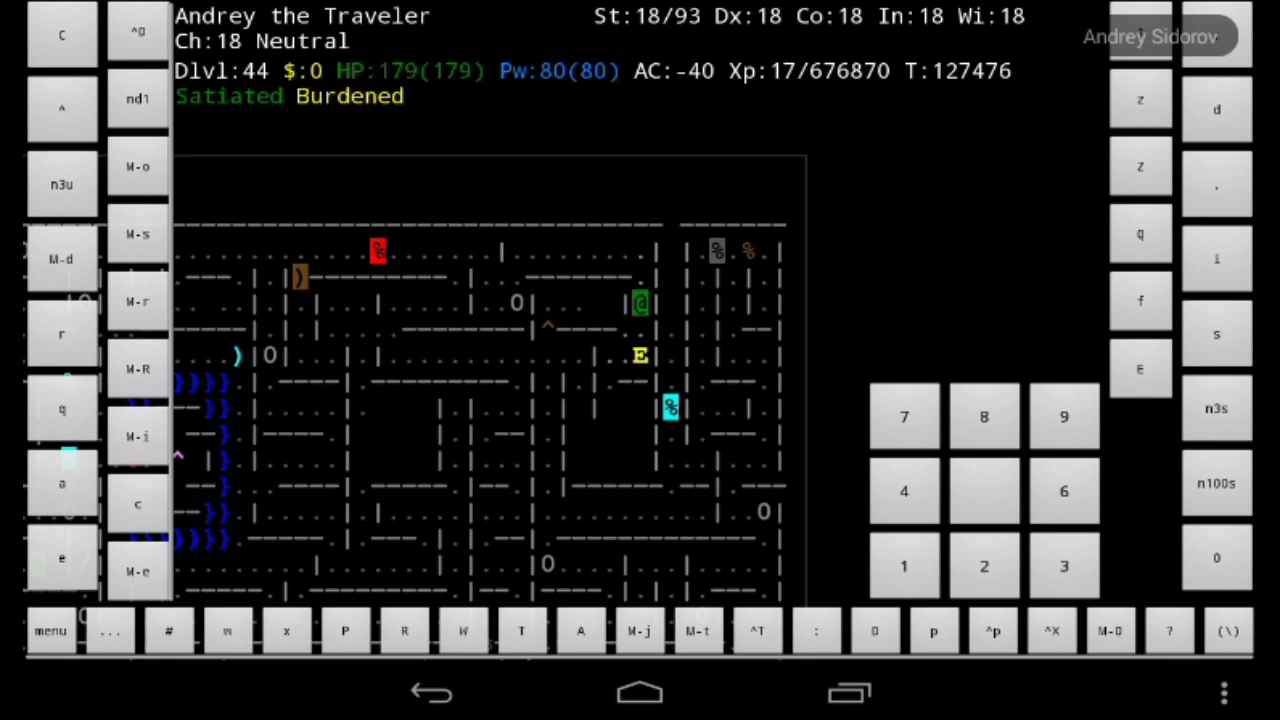 Andrey the Traveler St:18/93 Dx:18 Co:18 In:18 Wi:18
Ch:18 Neutral
Dlvl:44 $:0 HP:179(179) Pw:80(80) AC:-40 Xp:17/676870 T:127476
Satiated Burdened
Andrey Sidorov
C
^
n3u
M-d
r
q
a
e
^D
nd1
M-o
M-s
M-r
M-R
M-i
c
M-e
z
Z
q
f
E
d
.
i
s
n3s
n100s
0
7 8 9
4 6
1 2 3
menu ... # w x P R W T A M-j M-t ^T : D p ^p ^X M-O ? (\)